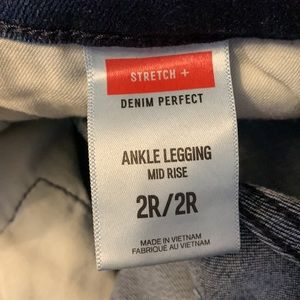 STRETCH +
DENIM PERFECT
ANKLE LEGGING
MID RISE
2R/2R
MADE IN VIETNAM
FABRIQUÉ AU VIETNAM